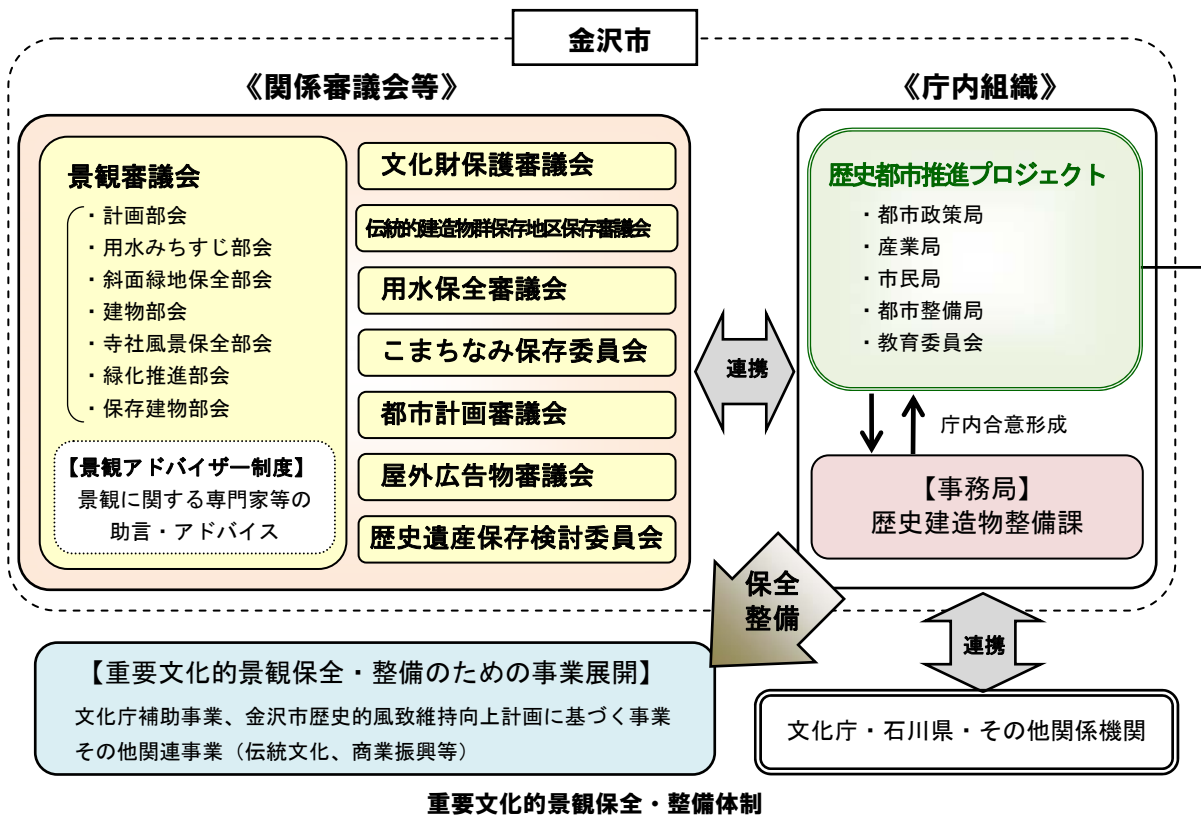 金沢市
《関係審議会等》
景観審議会
・計画部会
・用水みちすじ部会
・斜面緑地保全部会
・建物部会
・寺社風景保全部会
・緑化推進部会
・保存建物部会
【景観アドバイザー制度】
景観に関する専門家等の
助言・アドバイス
文化財保護審議会
伝統的建造物群保存地区保存審議会
用水保全審議会
こまちなみ保存委員会
都市計画審議会
屋外広告物審議会
歴史遺産保存検討委員会
連携
《庁内組織》
歴史都市推進プロジェクト
・都市政策局
・産業局
・市民局
・都市整備局
・教育委員会
庁内合意形成
【事務局】
歴史建造物整備課
保全
整備
連携
【重要文化的景観保全・整備のための事業展開】
文化庁補助事業、金沢市歴史的風致維持向上計画に基づく事業
その他関連事業（伝統文化、商業振興等）
文化庁・石川県・その他関係機関
重要文化的景観保全・整備体制